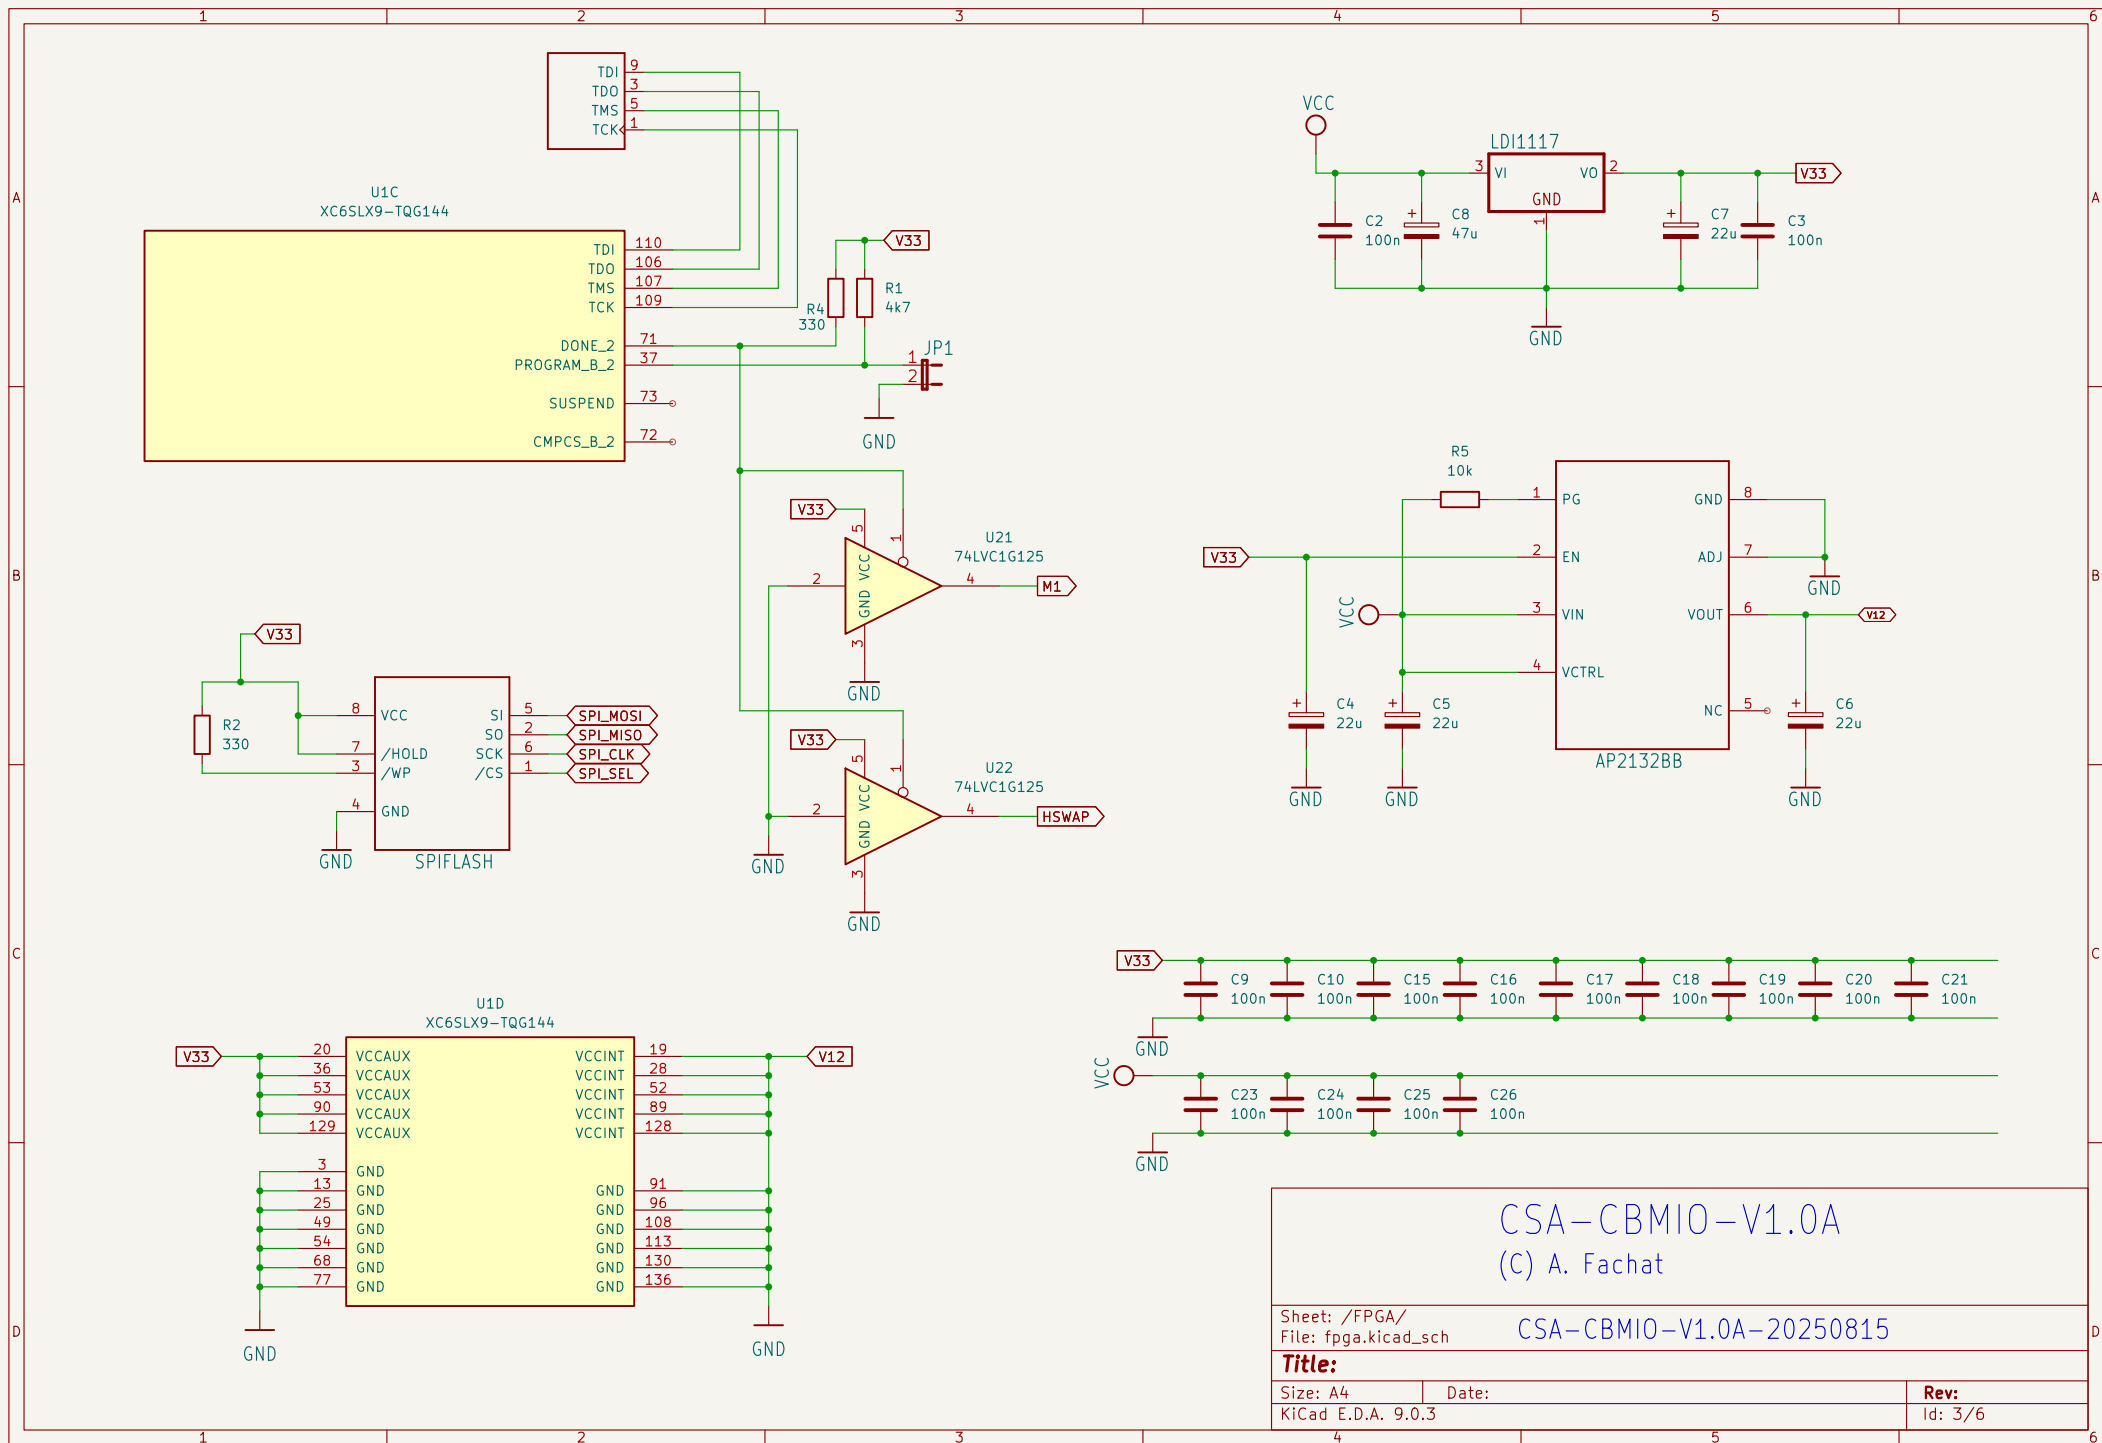 1 2 3 4 5 6
A
B
C
D
TDI 9
TDO 3
TMS 5
TCK 1
U1C
XC6SLX9-TQG144
TDI 110
TDO 106
TMS 107
TCK 109
DONE_2 71
PROGRAM_B_2 37
SUSPEND 73
CMPCS_B_2 72
V33
R4
330
R1
4k7
JP1
1
2
GND
VCC
LDI1117
3 VI VO 2
GND
1
V33
C2
100n
C8
47u
C7
22u
C3
100n
GND
V33
5
1
U21
74LVC1G125
2 GND VCC 4 M1
3
GND
V33
5
1
U22
74LVC1G125
2 GND VCC 4 HSWAP
3
GND
GND
R5
10k
1 PG GND 8
V33 2 EN ADJ 7
GND
VCC 3 VIN VOUT 6 V12
4 VCTRL
NC 5
AP2132BB
C4
22u
C5
22u
C6
22u
GND GND GND
V33
R2
330
8 VCC SI 5 SPI_MOSI
SO 2 SPI_MISO
7 /HOLD SCK 6 SPI_CLK
3 /WP /CS 1 SPI_SEL
4 GND
GND
SPIFLASH
V33
C9 C10 C15 C16 C17 C18 C19 C20 C21
100n 100n 100n 100n 100n 100n 100n 100n 100n
GND
VCC
C23 C24 C25 C26
100n 100n 100n 100n
GND
U1D
XC6SLX9-TQG144
V33 20 VCCAUX VCCINT 19 V12
36 VCCAUX VCCINT 28
53 VCCAUX VCCINT 52
90 VCCAUX VCCINT 89
129 VCCAUX VCCINT 128
3 GND
13 GND GND 91
25 GND GND 96
49 GND GND 108
54 GND GND 113
68 GND GND 130
77 GND GND 136
GND GND
CSA-CBMIO-V1.0A
(C) A. Fachat
Sheet: /FPGA/
File: fpga.kicad_sch
CSA-CBMIO-V1.0A-20250815
Title:
Size: A4 Date: Rev:
KiCad E.D.A. 9.0.3 Id: 3/6
A
B
C
D
1 2 3 4 5 6